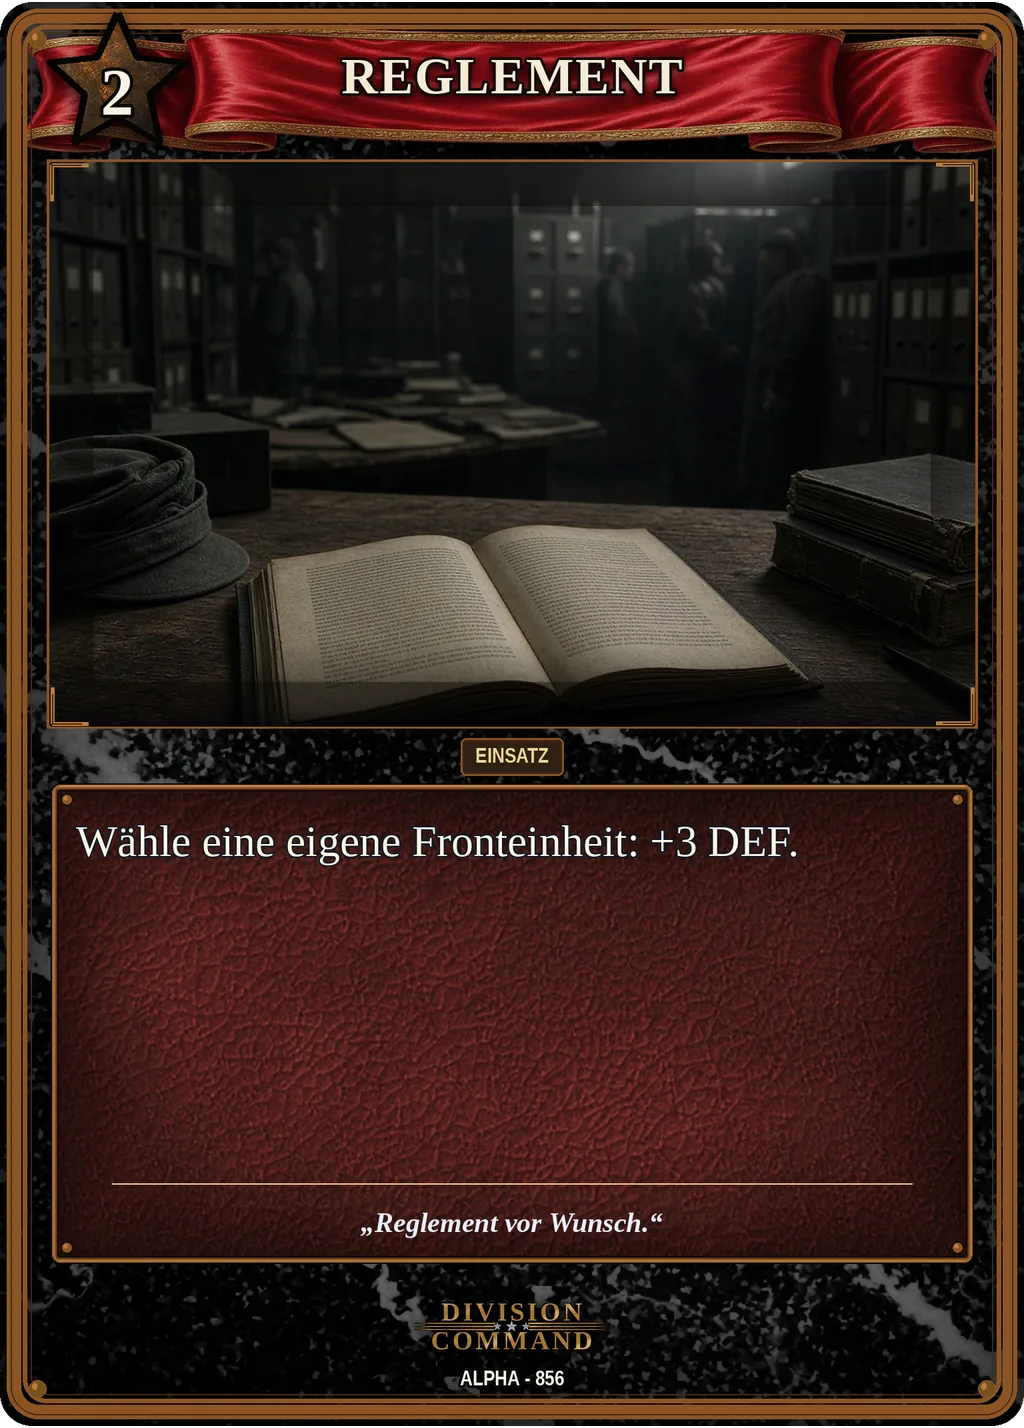 2
REGLEMENT
EINSATZ
Wähle eine eigene Fronteinheit: +3 DEF.
„Reglement vor Wunsch.“
DIVISION
COMMAND
ALPHA - 856